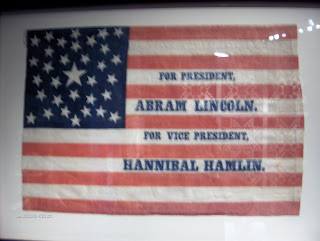 FOR PRESIDENT,
ABRAM LINCOLN.
FOR VICE PRESIDENT,
HANNIBAL HAMLIN.